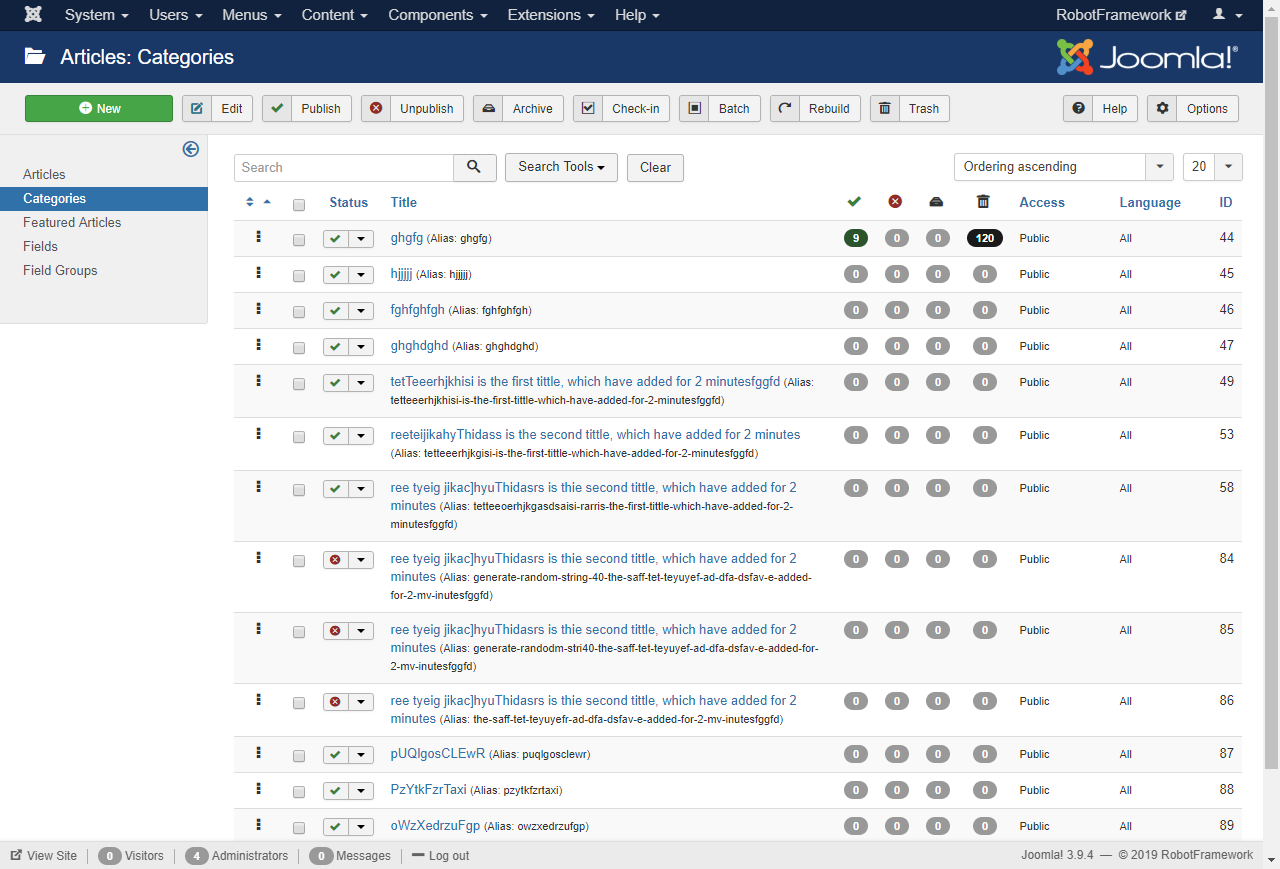 System Users Menus Content Components Extensions Help RobotFramework
Articles: Categories Joomla!®
New Edit Publish Unpublish Archive Check-in Batch Rebuild Trash Help Options
Articles
Categories
Featured Articles
Fields
Field Groups
Search Search Tools Clear Ordering ascending 20
Status Title Access Language ID
ghgfg (Alias: ghgfg) 9 0 0 120 Public All 44
hjjjjj (Alias: hjjjjj) 0 0 0 0 Public All 45
fghfghfgh (Alias: fghfghfgh) 0 0 0 0 Public All 46
ghghdghd (Alias: ghghdghd) 0 0 0 0 Public All 47
tetTeeerhjkhisi is the first tittle, which have added for 2 minutesfggfd (Alias: 0 0 0 0 Public All 49
tetteeerhjkhisi-is-the-first-tittle-which-have-added-for-2-minutesfggfd)
reeteijikahyThidass is the second tittle, which have added for 2 minutes 0 0 0 0 Public All 53
(Alias: tetteeerhjkgisi-is-the-first-tittle-which-have-added-for-2-minutesfggfd)
ree tyeig jikac]hyuThidasrs is thie second tittle, which have added for 2 0 0 0 0 Public All 58
minutes (Alias: tetteeoerhjkgasdsaisi-rarris-the-first-tittle-which-have-added-for-2-
minutesfggfd)
ree tyeig jikac]hyuThidasrs is thie second tittle, which have added for 2 0 0 0 0 Public All 84
minutes (Alias: generate-random-string-40-the-saff-tet-teyuyef-ad-dfa-dsfav-e-added-
for-2-mv-inutesfggfd)
ree tyeig jikac]hyuThidasrs is thie second tittle, which have added for 2 0 0 0 0 Public All 85
minutes (Alias: generate-randodm-stri40-the-saff-tet-teyuyef-ad-dfa-dsfav-e-added-for-
2-mv-inutesfggfd)
ree tyeig jikac]hyuThidasrs is thie second tittle, which have added for 2 0 0 0 0 Public All 86
minutes (Alias: the-saff-tet-teyuyefr-ad-dfa-dsfav-e-added-for-2-mv-inutesfggfd)
pUQlgosCLEwR (Alias: puqlgosclewr) 0 0 0 0 Public All 87
PzYtkFzrTaxi (Alias: pzytkfzrtaxi) 0 0 0 0 Public All 88
oWzXedrzuFgp (Alias: owzxedrzufgp) 0 0 0 0 Public All 89
View Site 0 Visitors 4 Administrators 0 Messages Log out Joomla! 3.9.4 — © 2019 RobotFramework